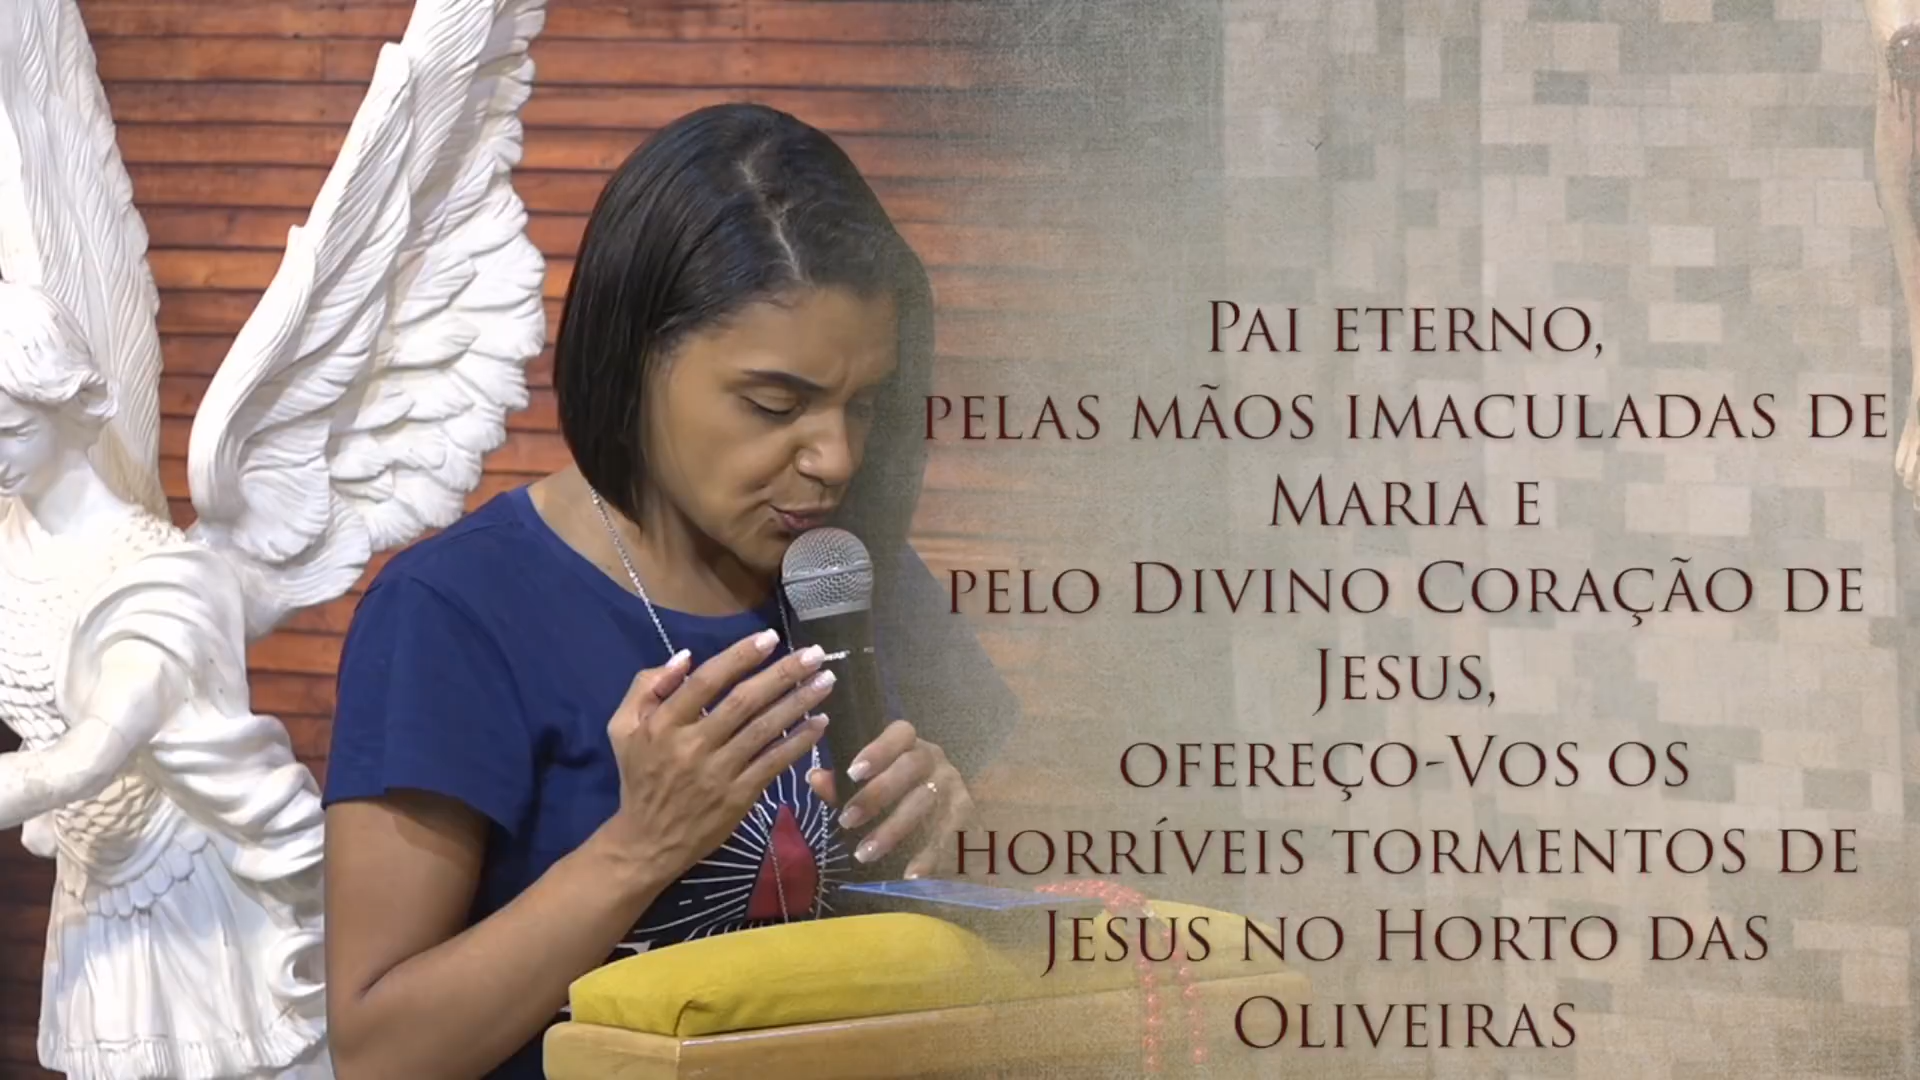 Pai eterno,
pelas mãos imaculadas de
Maria e
pelo Divino Coração de
Jesus,
ofereço-Vos os
horríveis tormentos de
Jesus no Horto das
Oliveiras